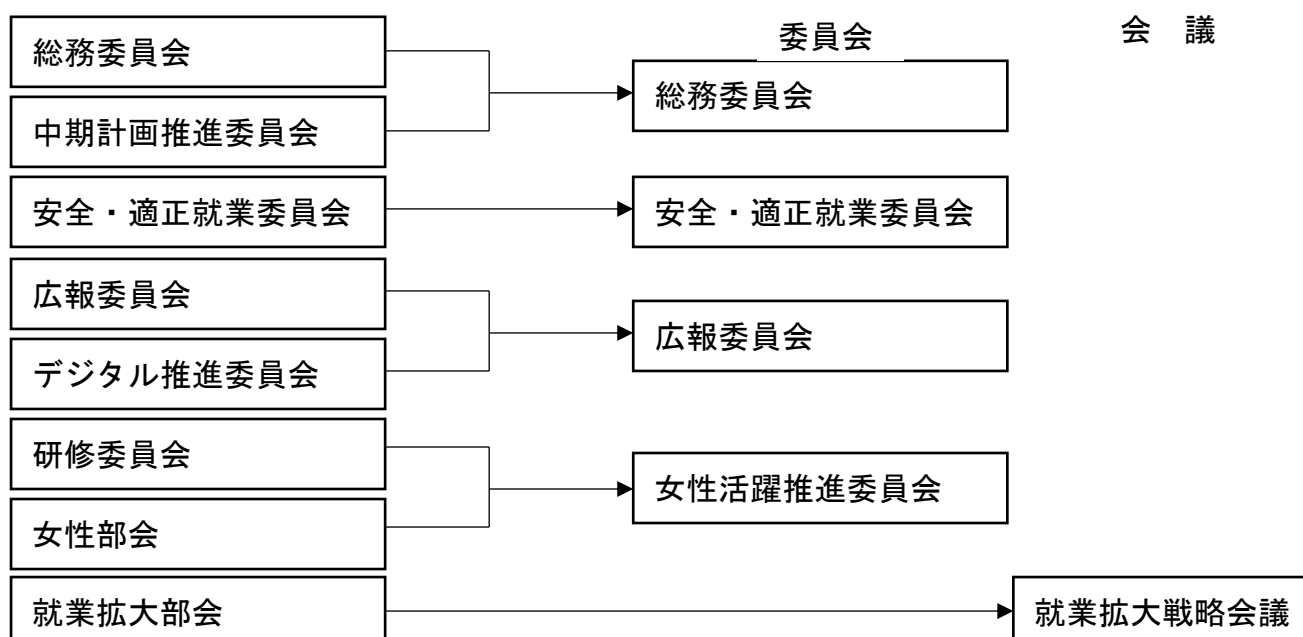 会　議
委員会
総務委員会
中期計画推進委員会
安全・適正就業委員会
広報委員会
デジタル推進委員会
研修委員会
女性部会
就業拡大部会
総務委員会
安全・適正就業委員会
広報委員会
女性活躍推進委員会
就業拡大戦略会議